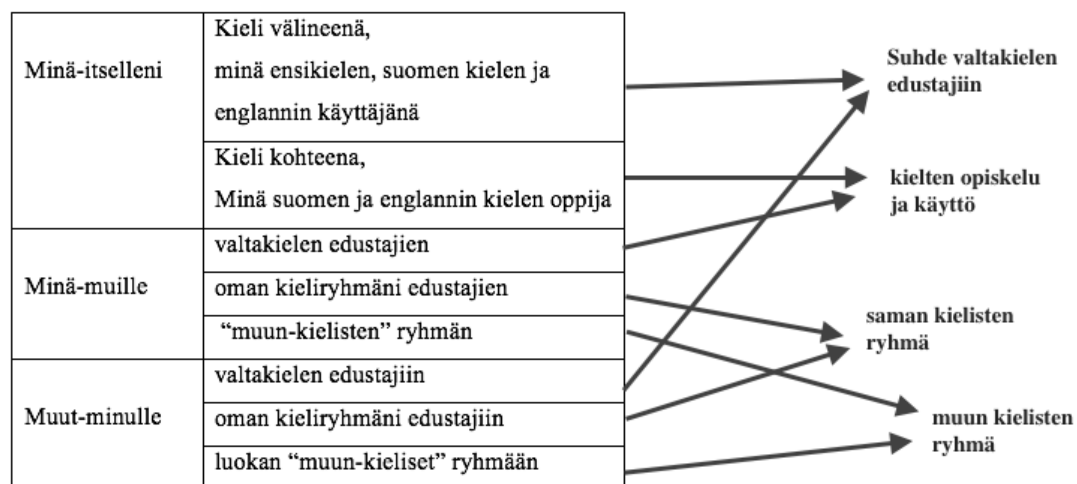 Minä-itselleni
Kieli välineenä,
minä ensikielen, suomen kielen ja
englannin käyttäjänä
Kieli kohteena,
Minä suomen ja englannin kielen oppija
Minä-muille
valtakielen edustajien
oman kieliryhmäni edustajien
“muun-kielisten” ryhmän
Muut-minulle
valtakielen edustajiin
oman kieliryhmäni edustajiin
luokan “muun-kieliset” ryhmään
Suhde valtakielen
edustajiin
kielten opiskelu
ja käyttö
saman kielisten
ryhmä
muun kielisten
ryhmä